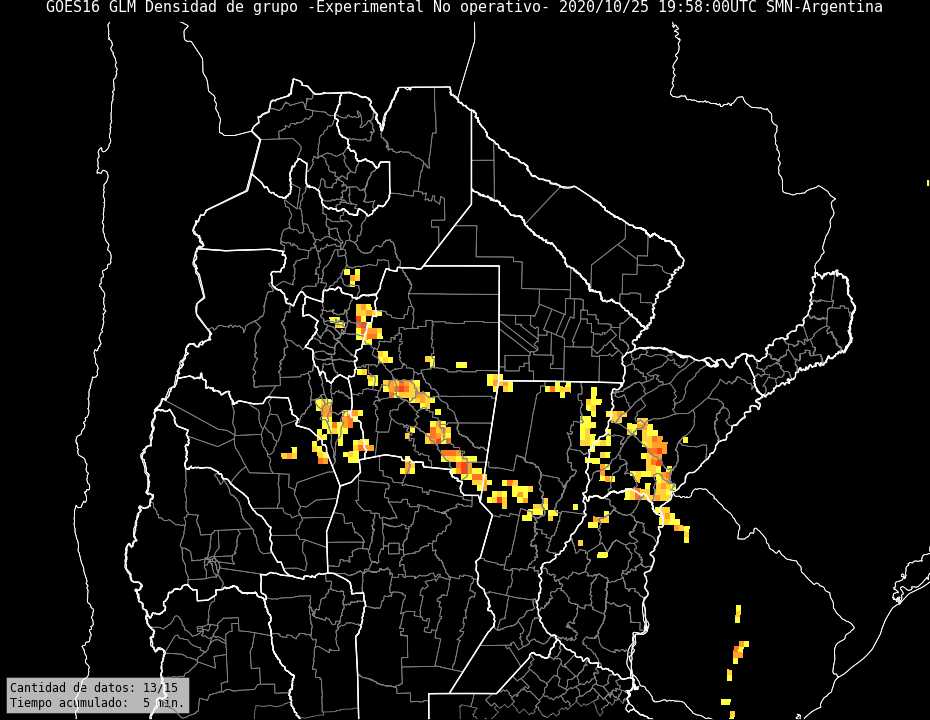 GOES16 GLM Densidad de grupo -Experimental No operativo- 2020/10/25 19:58:00UTC SMN-Argentina
Cantidad de datos: 13/15
Tiempo acumulado:  5 min.